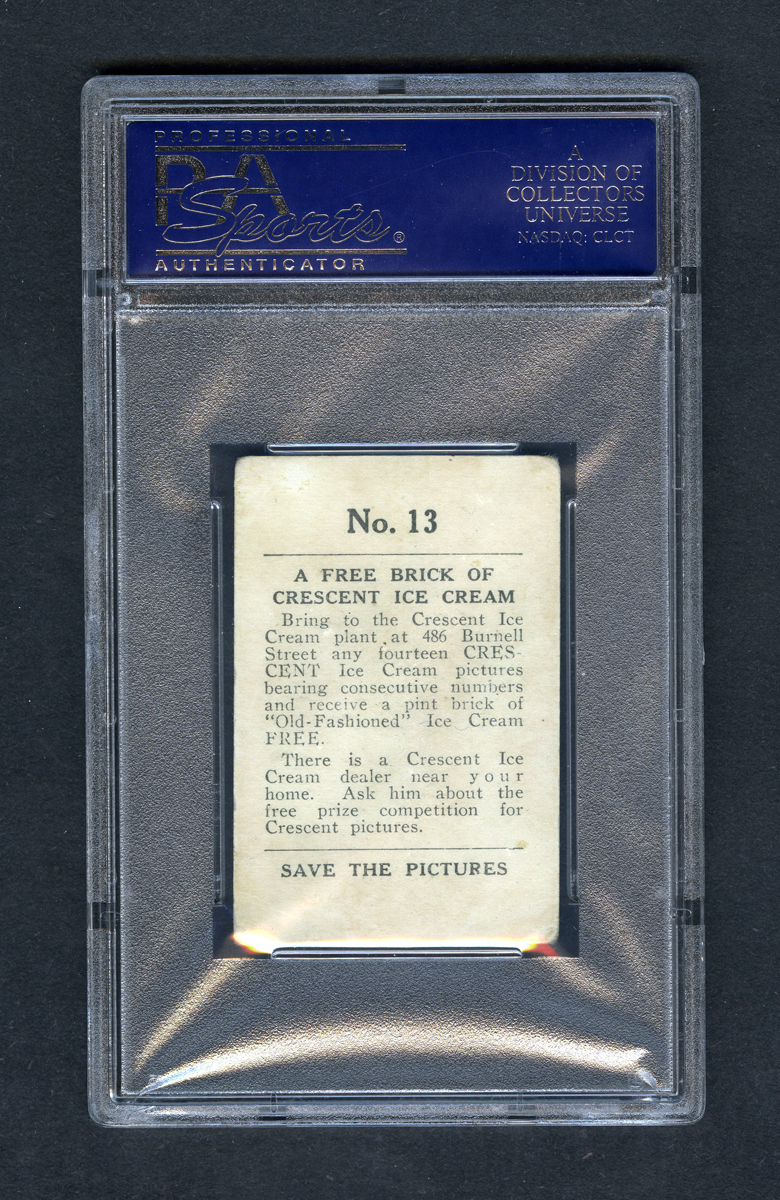 PROFESSIONAL
PSA
Sports®
AUTHENTICATOR
A
DIVISION OF
COLLECTORS
UNIVERSE
NASDAQ: CLCT
No. 13
A FREE BRICK OF
CRESCENT ICE CREAM
Bring to the Crescent Ice
Cream plant at 486 Burnell
Street any fourteen CRES-
CENT Ice Cream pictures
bearing consecutive numbers
and receive a pint brick of
“Old-Fashioned” Ice Cream
FREE.
There is a Crescent Ice
Cream dealer near your
home. Ask him about the
free prize competition for
Crescent pictures.
SAVE THE PICTURES